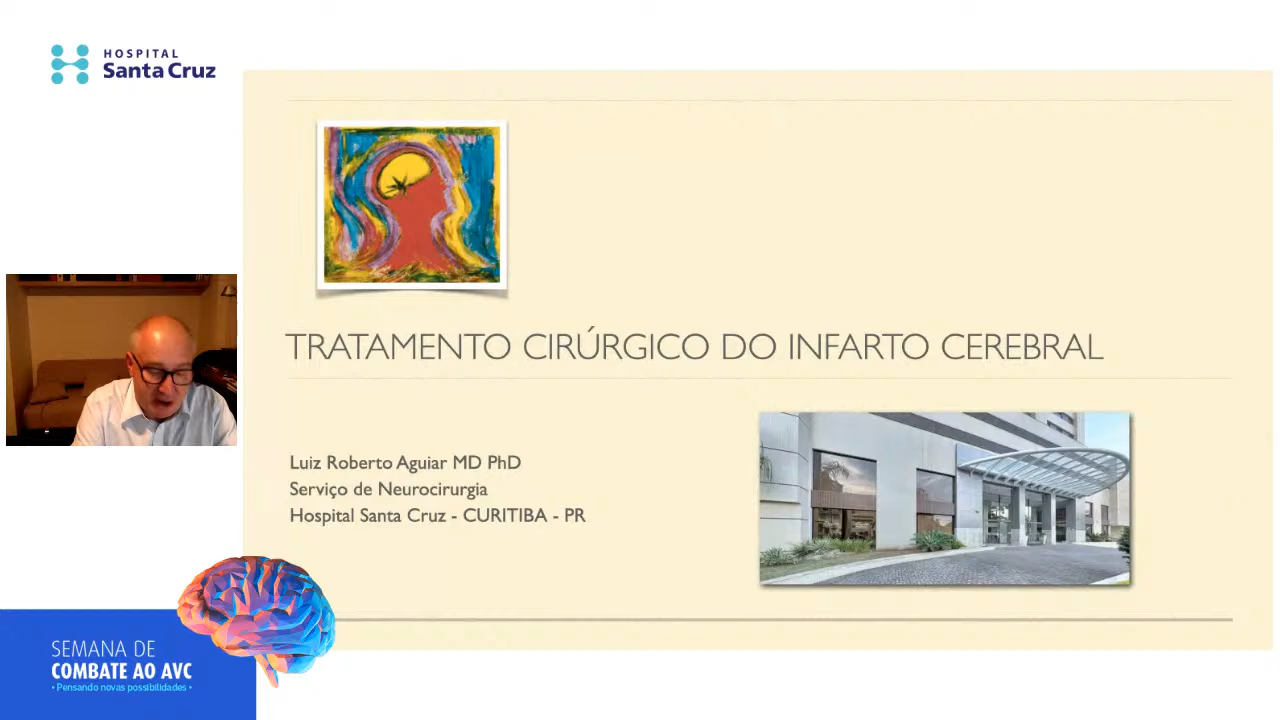 HOSPITAL
Santa Cruz
TRATAMENTO CIRÚRGICO DO INFARTO CEREBRAL
Luiz Roberto Aguiar MD PhD
Serviço de Neurocirurgia
Hospital Santa Cruz - CURITIBA - PR
SEMANA DE
COMBATE AO AVC
• Pensando novas possibilidades •